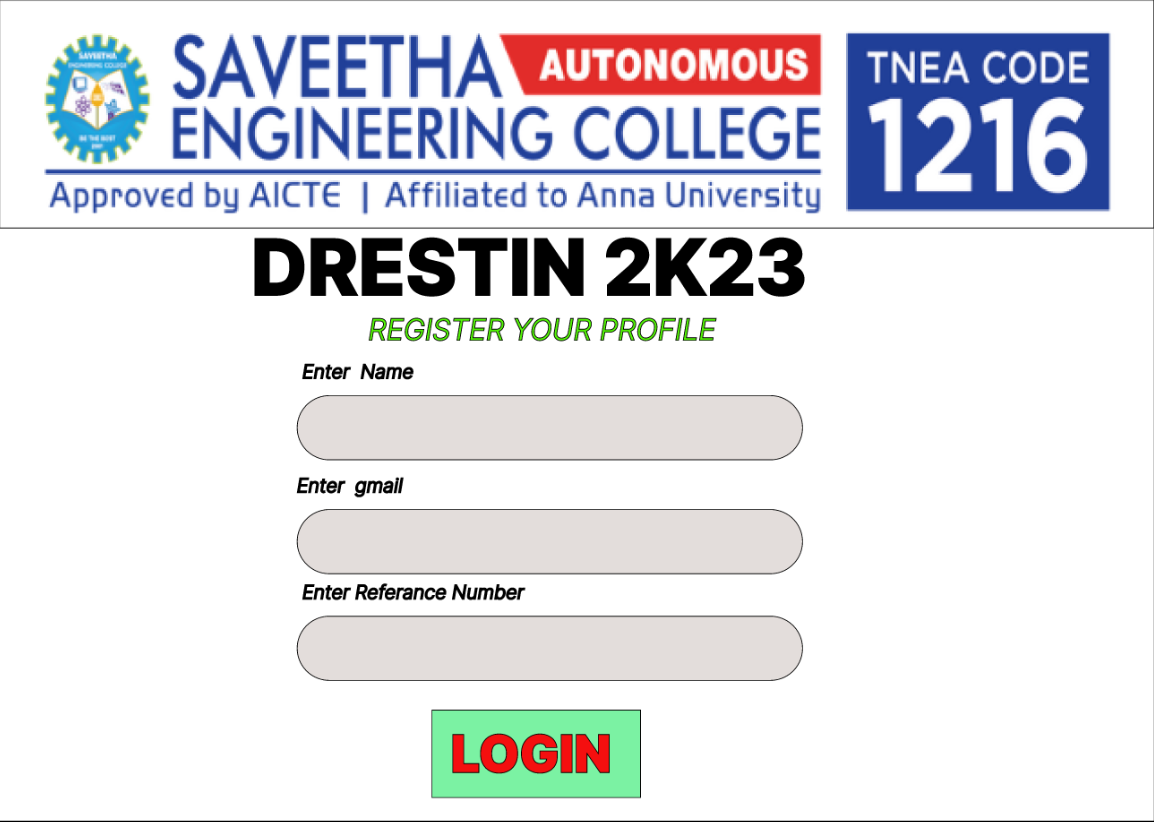 SAVEETHA AUTONOMOUS
ENGINEERING COLLEGE
Approved by AICTE | Affiliated to Anna University
SAVEETHA
ENGINEERING COLLEGE
BE THE BEST
TNEA CODE
1216
DRESTIN 2K23
REGISTER YOUR PROFILE
Enter Name
Enter gmail
Enter Referance Number
LOGIN